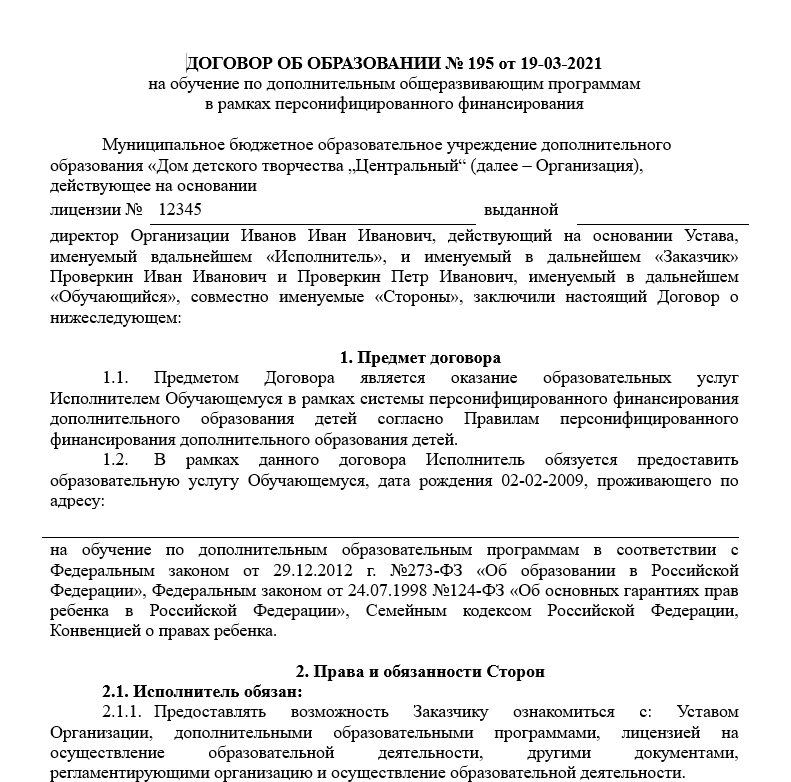 ДОГОВОР ОБ ОБРАЗОВАНИИ № 195 от 19-03-2021
на обучение по дополнительным общеразвивающим программам
в рамках персонифицированного финансирования
Муниципальное бюджетное образовательное учреждение дополнительного
образования «Дом детского творчества „Центральный“ (далее – Организация),
действующее на основании
лицензии № 12345 выданной
директор Организации Иванов Иван Иванович, действующий на основании Устава,
именуемый вдальнейшем «Исполнитель», и именуемый в дальнейшем «Заказчик»
Проверкин Иван Иванович и Проверкин Петр Иванович, именуемый в дальнейшем
«Обучающийся», совместно именуемые «Стороны», заключили настоящий Договор о
нижеследующем:
1. Предмет договора
1.1. Предметом Договора является оказание образовательных услуг
Исполнителем Обучающемуся в рамках системы персонифицированного финансирования
дополнительного образования детей согласно Правилам персонифицированного
финансирования дополнительного образования детей.
1.2. В рамках данного договора Исполнитель обязуется предоставить
образовательную услугу Обучающемуся, дата рождения 02-02-2009, проживающего по
адресу:
на обучение по дополнительным образовательным программам в соответствии с
Федеральным законом от 29.12.2012 г. №273-ФЗ «Об образовании в Российской
Федерации», Федеральным законом от 24.07.1998 №124-ФЗ «Об основных гарантиях прав
ребенка в Российской Федерации», Семейным кодексом Российской Федерации,
Конвенцией о правах ребенка.
2. Права и обязанности Сторон
2.1. Исполнитель обязан:
2.1.1. Предоставлять возможность Заказчику ознакомиться с: Уставом
Организации, дополнительными образовательными программами, лицензией на
осуществление образовательной деятельности, другими документами,
регламентирующими организацию и осуществление образовательной деятельности.